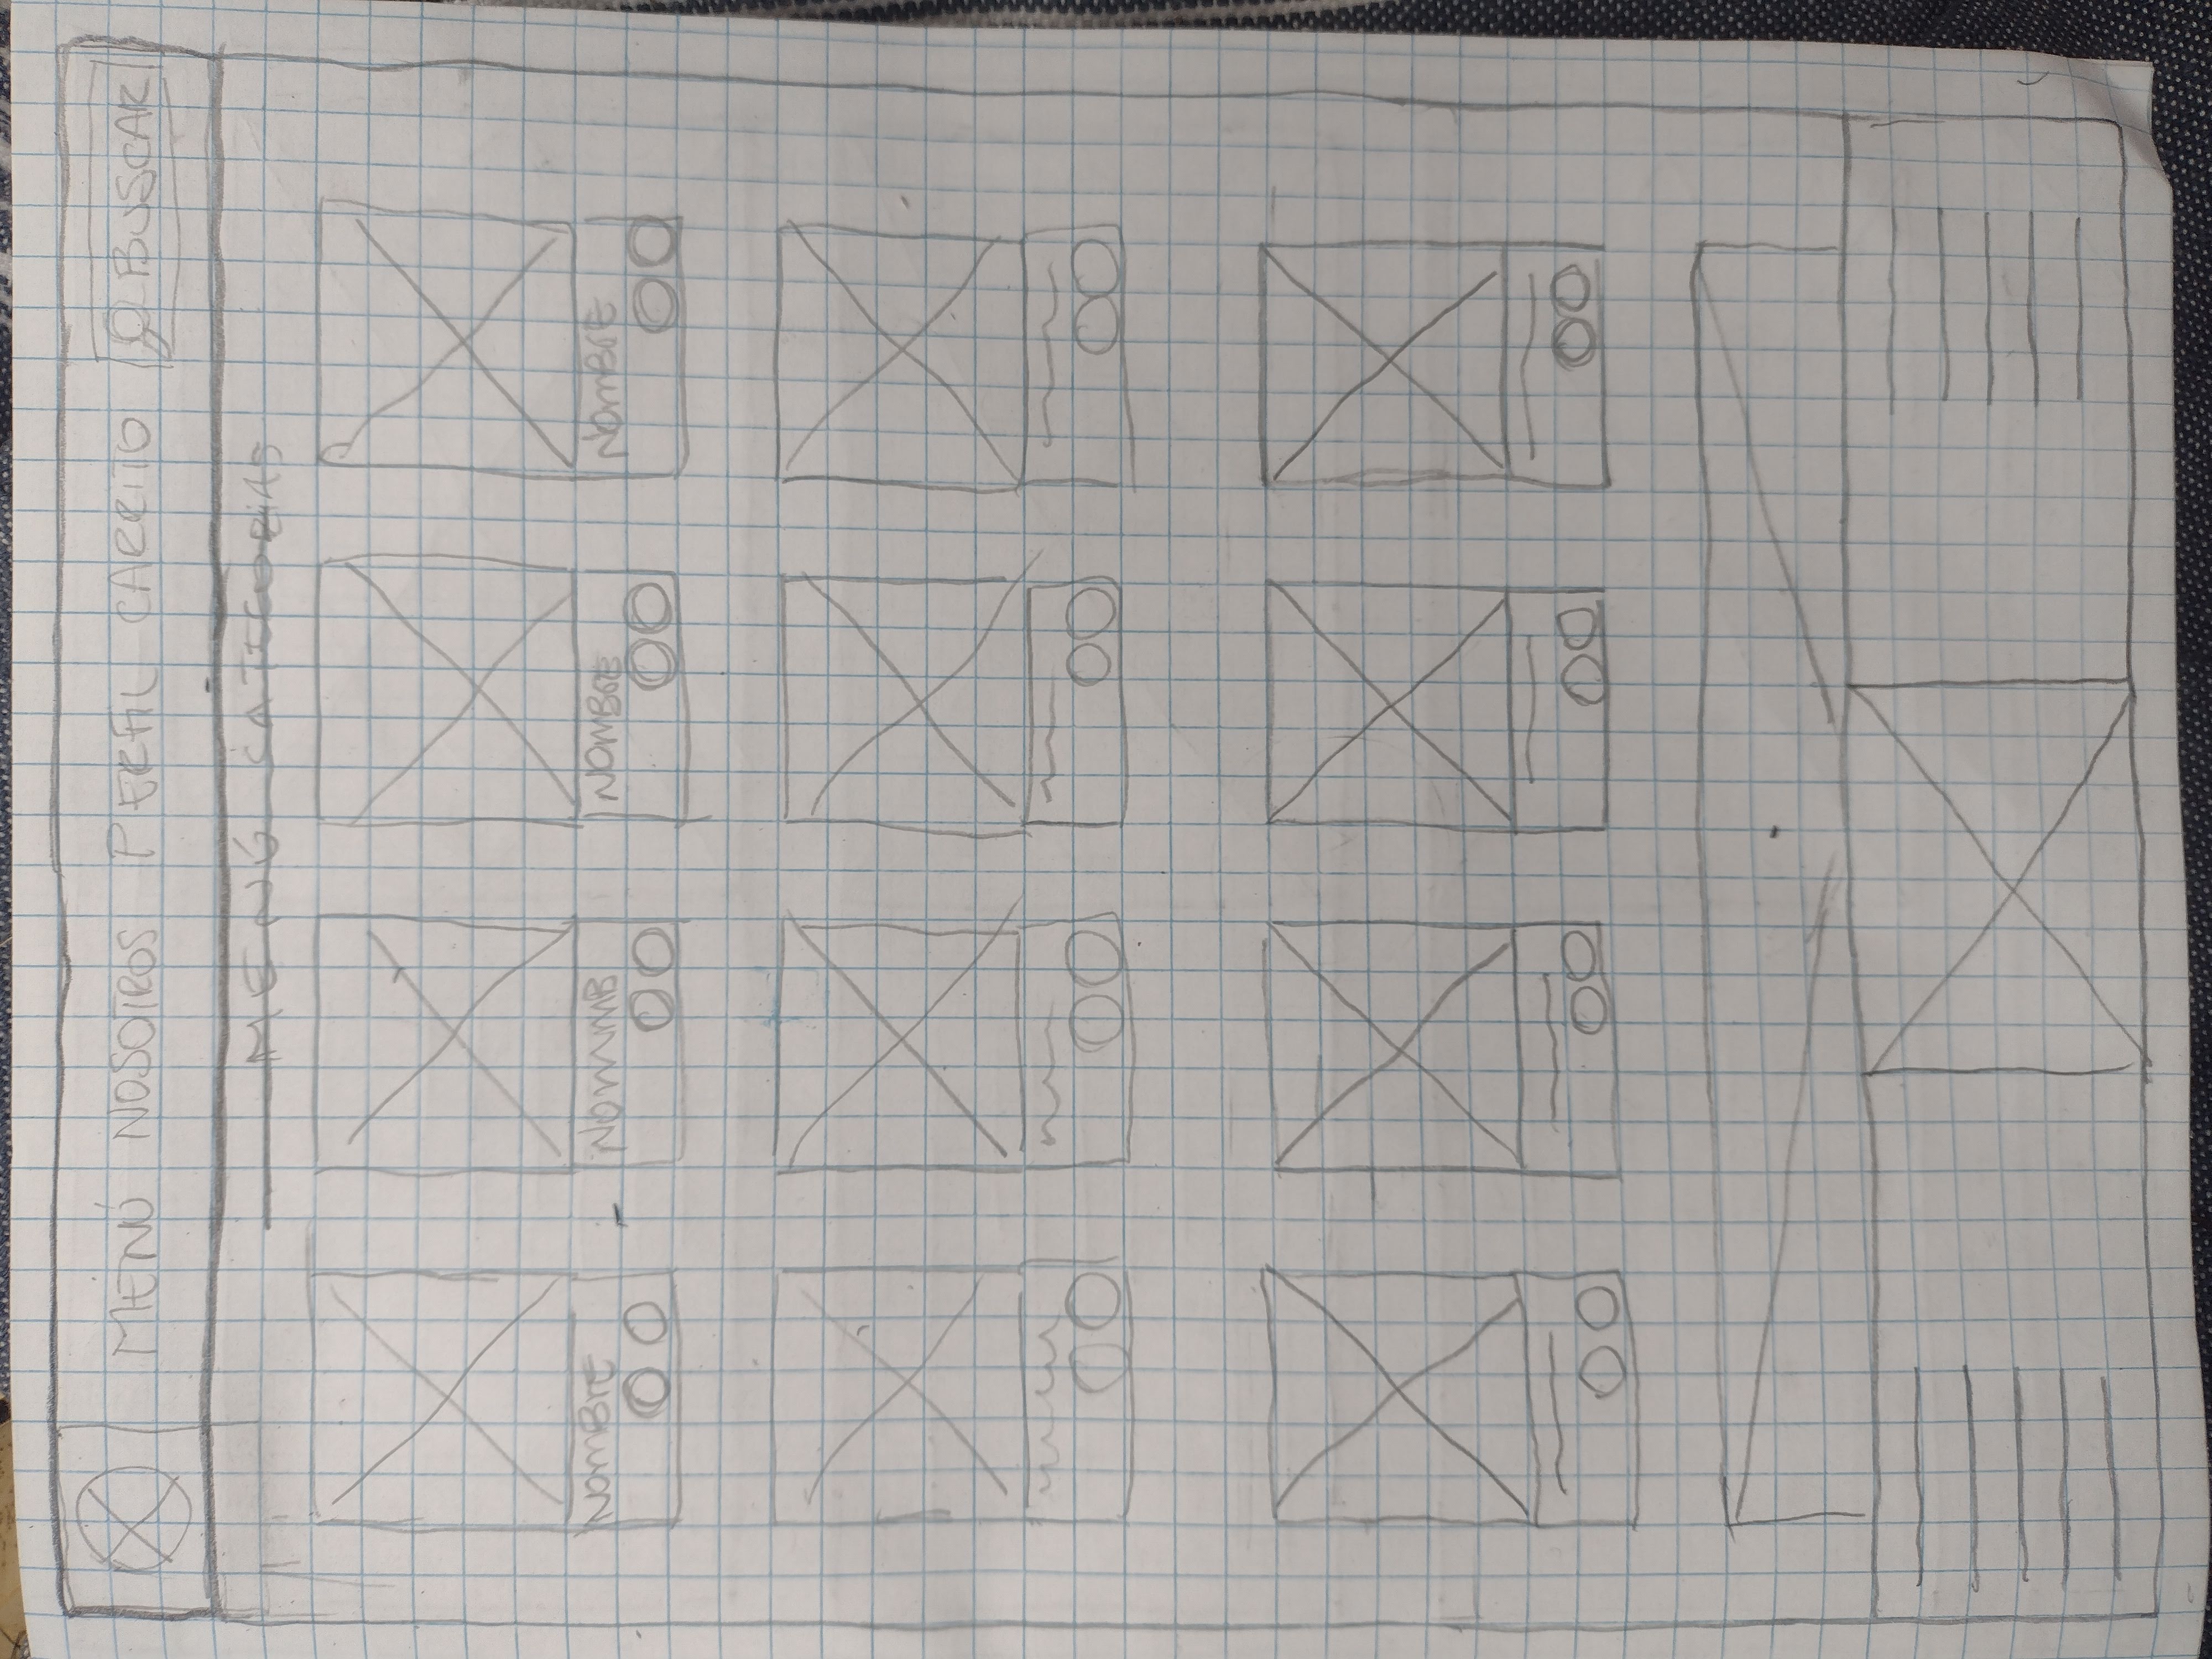 MENÚ NOSOTROS PERFIL CARRITO BUSCAR
MENÚ CATEGORIAS
NOMBRE NOMMB NOMBRE NOMBRE